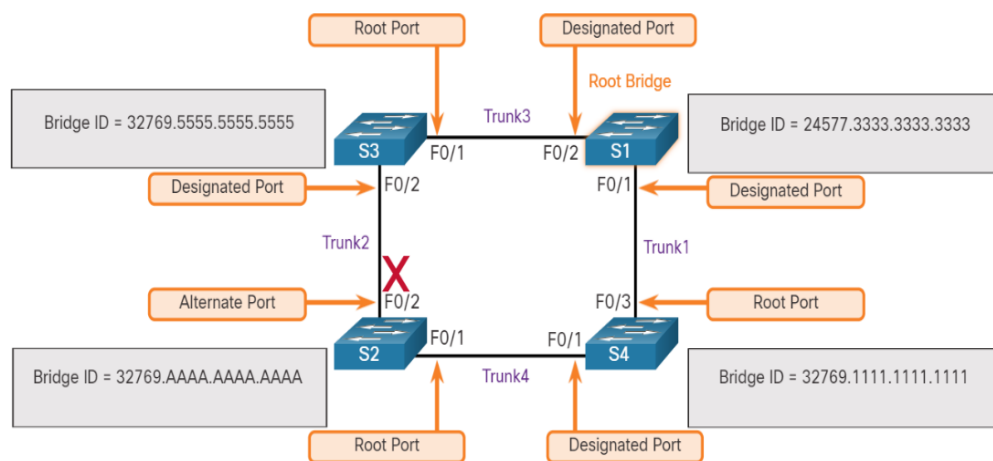 Root Port
Designated Port
Root Bridge
Bridge ID = 32769.5555.5555.5555
Trunk3
Bridge ID = 24577.3333.3333.3333
S3
F0/1
F0/2
S1
Designated Port
F0/2
F0/1
Designated Port
Trunk2
Trunk1
X
Alternate Port
F0/2
F0/3
Root Port
S2
F0/1
F0/1
S4
Bridge ID = 32769.AAAA.AAAA.AAAA
Trunk4
Bridge ID = 32769.1111.1111.1111
Root Port
Designated Port